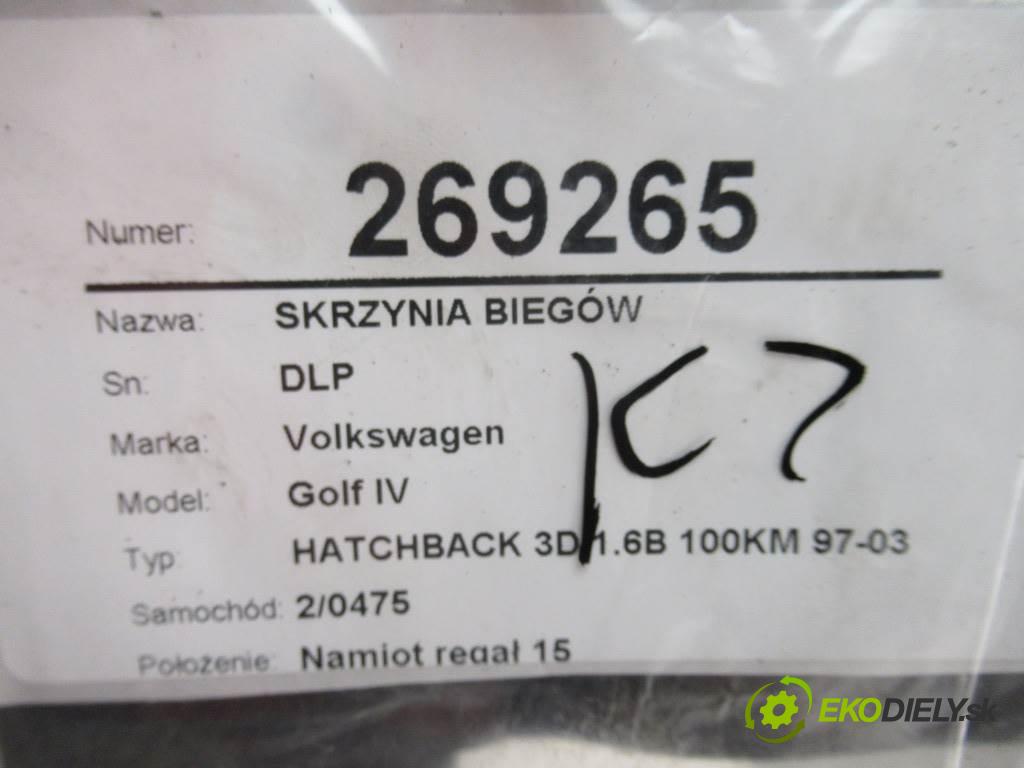 Numer: 269265
Nazwa: SKRZYNIA BIEGÓW
Sn: DLP
Marka: Volkswagen
Model: Golf IV
Typ: HATCHBACK 3D 1.6B 100KM 97-03
Samochód: 2/0475
Położenie: Namiot regał 15
K7
EKODIELY.sk